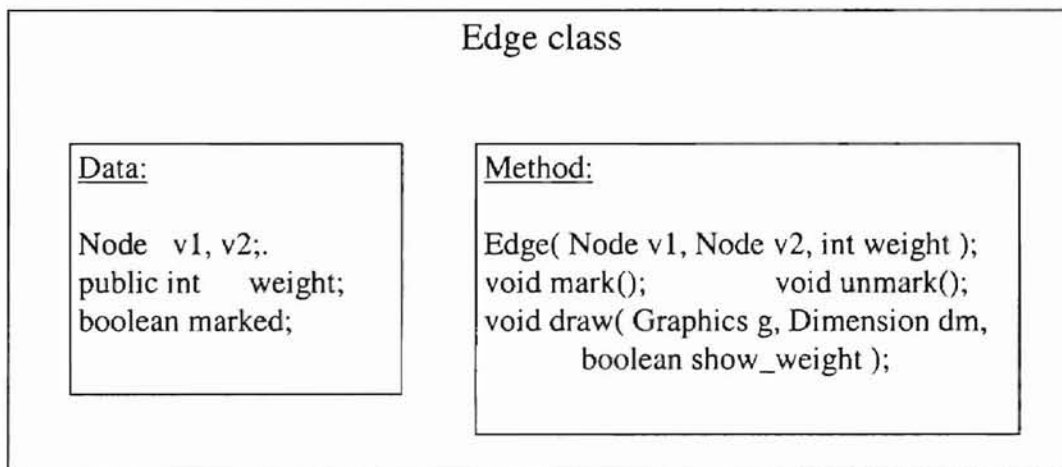 Edge class
Data:
Node v1, v2;.
public int weight;
boolean marked;
Method:
Edge( Node v1, Node v2, int weight );
void mark(); void unmark();
void draw( Graphics g, Dimension dm,
boolean show_weight );